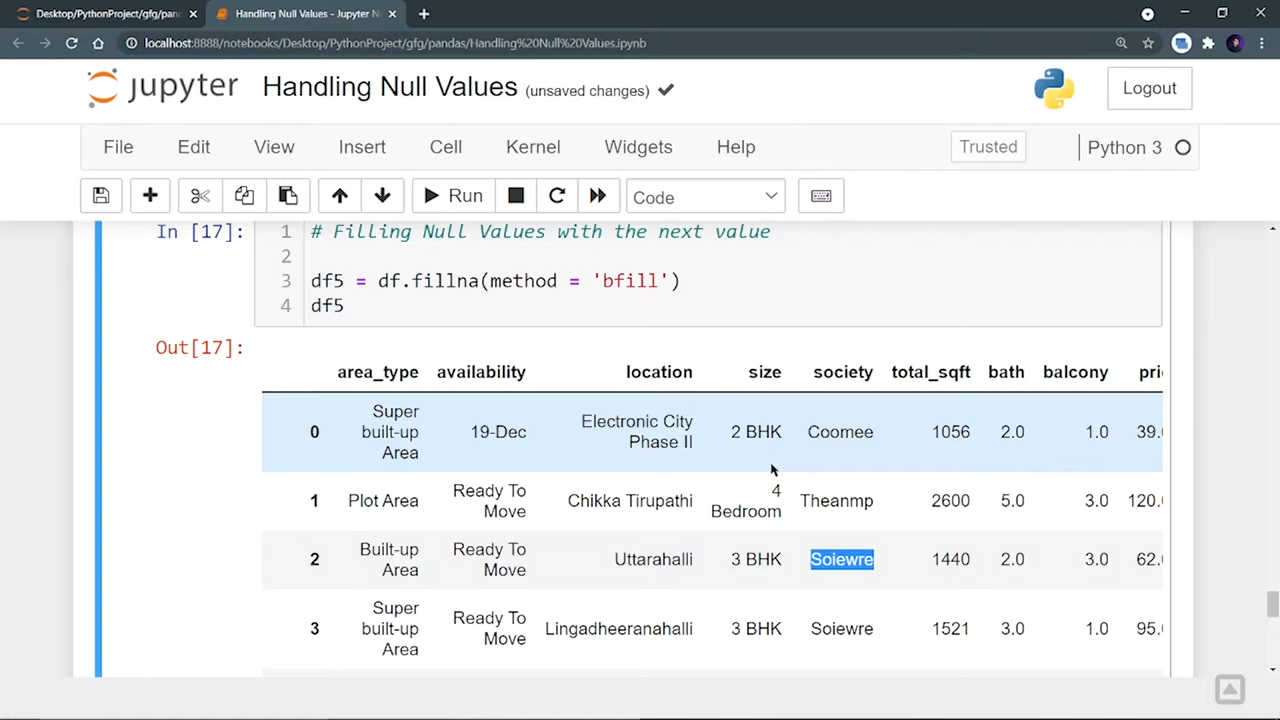 Desktop/PythonProject/gfg/pand
Handling Null Values - Jupyter N
localhost:8888/notebooks/Desktop/PythonProject/gfg/pandas/Handling%20Null%20Values.ipynb
jupyter Handling Null Values (unsaved changes) Logout
File Edit View Insert Cell Kernel Widgets Help Trusted Python 3
Run Code
In [17]: 1 # Filling Null Values with the next value
2
3 df5 = df.fillna(method = 'bfill')
4 df5
Out[17]:
area_type availability location size society total_sqft bath balcony pri
0 Super built-up Area 19-Dec Electronic City Phase II 2 BHK Coomee 1056 2.0 1.0 39.
1 Plot Area Ready To Move Chikka Tirupathi 4 Bedroom Theanmp 2600 5.0 3.0 120.
2 Built-up Area Ready To Move Uttarahalli 3 BHK Soiewre 1440 2.0 3.0 62.
3 Super built-up Area Ready To Move Lingadheeranahalli 3 BHK Soiewre 1521 3.0 1.0 95.